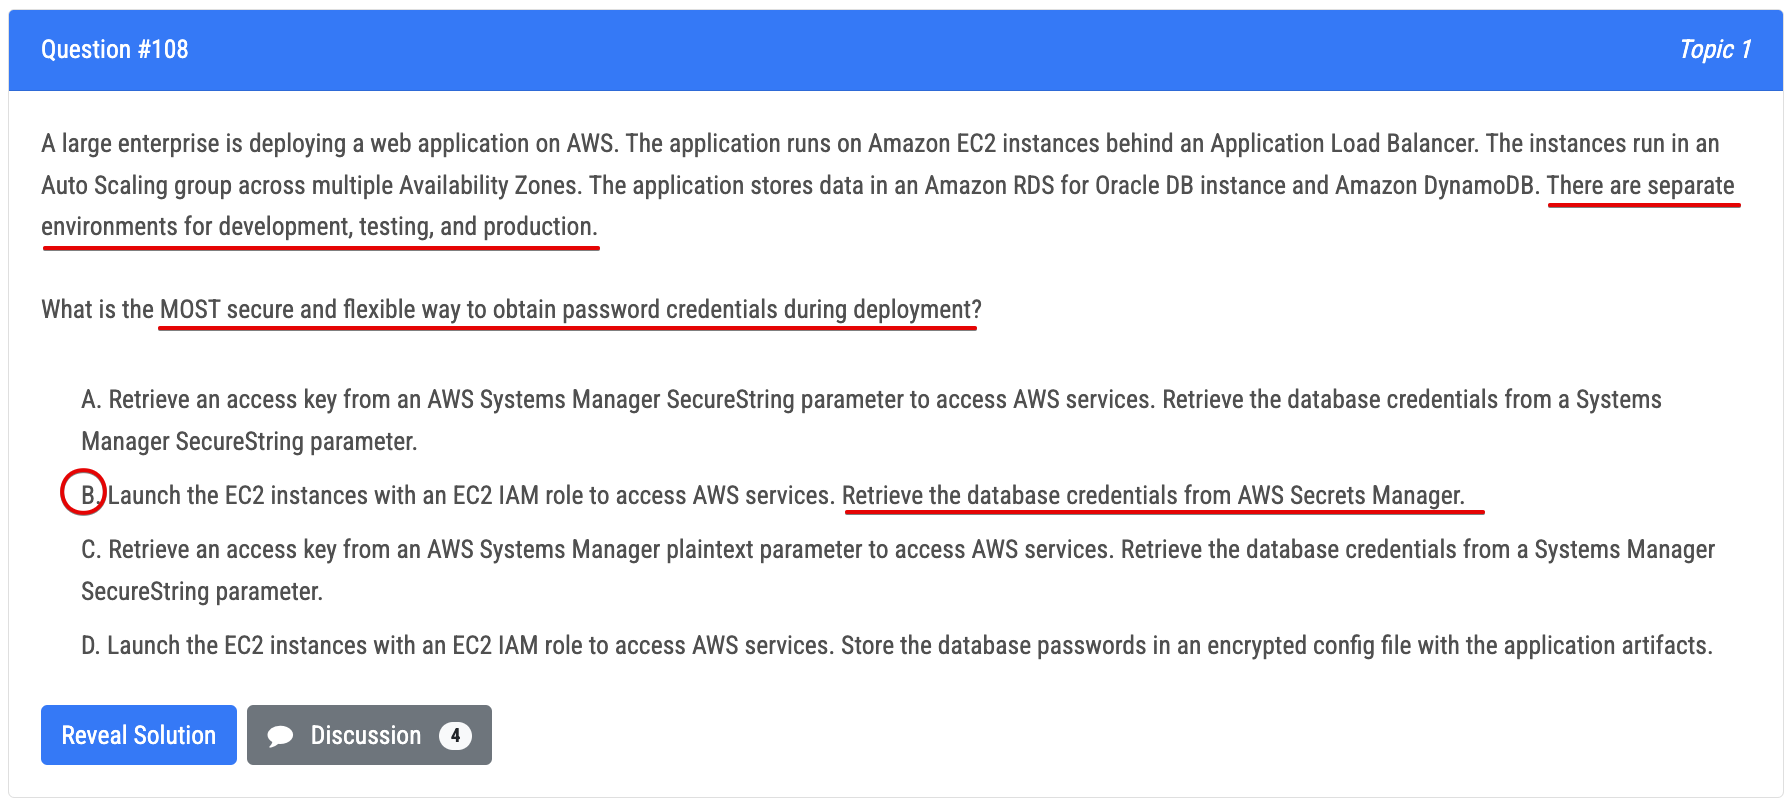 Question #108
Topic 1
A large enterprise is deploying a web application on AWS. The application runs on Amazon EC2 instances behind an Application Load Balancer. The instances run in an
Auto Scaling group across multiple Availability Zones. The application stores data in an Amazon RDS for Oracle DB instance and Amazon DynamoDB. There are separate
environments for development, testing, and production.
What is the MOST secure and flexible way to obtain password credentials during deployment?
A. Retrieve an access key from an AWS Systems Manager SecureString parameter to access AWS services. Retrieve the database credentials from a Systems
Manager SecureString parameter.
B. Launch the EC2 instances with an EC2 IAM role to access AWS services. Retrieve the database credentials from AWS Secrets Manager.
C. Retrieve an access key from an AWS Systems Manager plaintext parameter to access AWS services. Retrieve the database credentials from a Systems Manager
SecureString parameter.
D. Launch the EC2 instances with an EC2 IAM role to access AWS services. Store the database passwords in an encrypted config file with the application artifacts.
Reveal Solution
Discussion 4